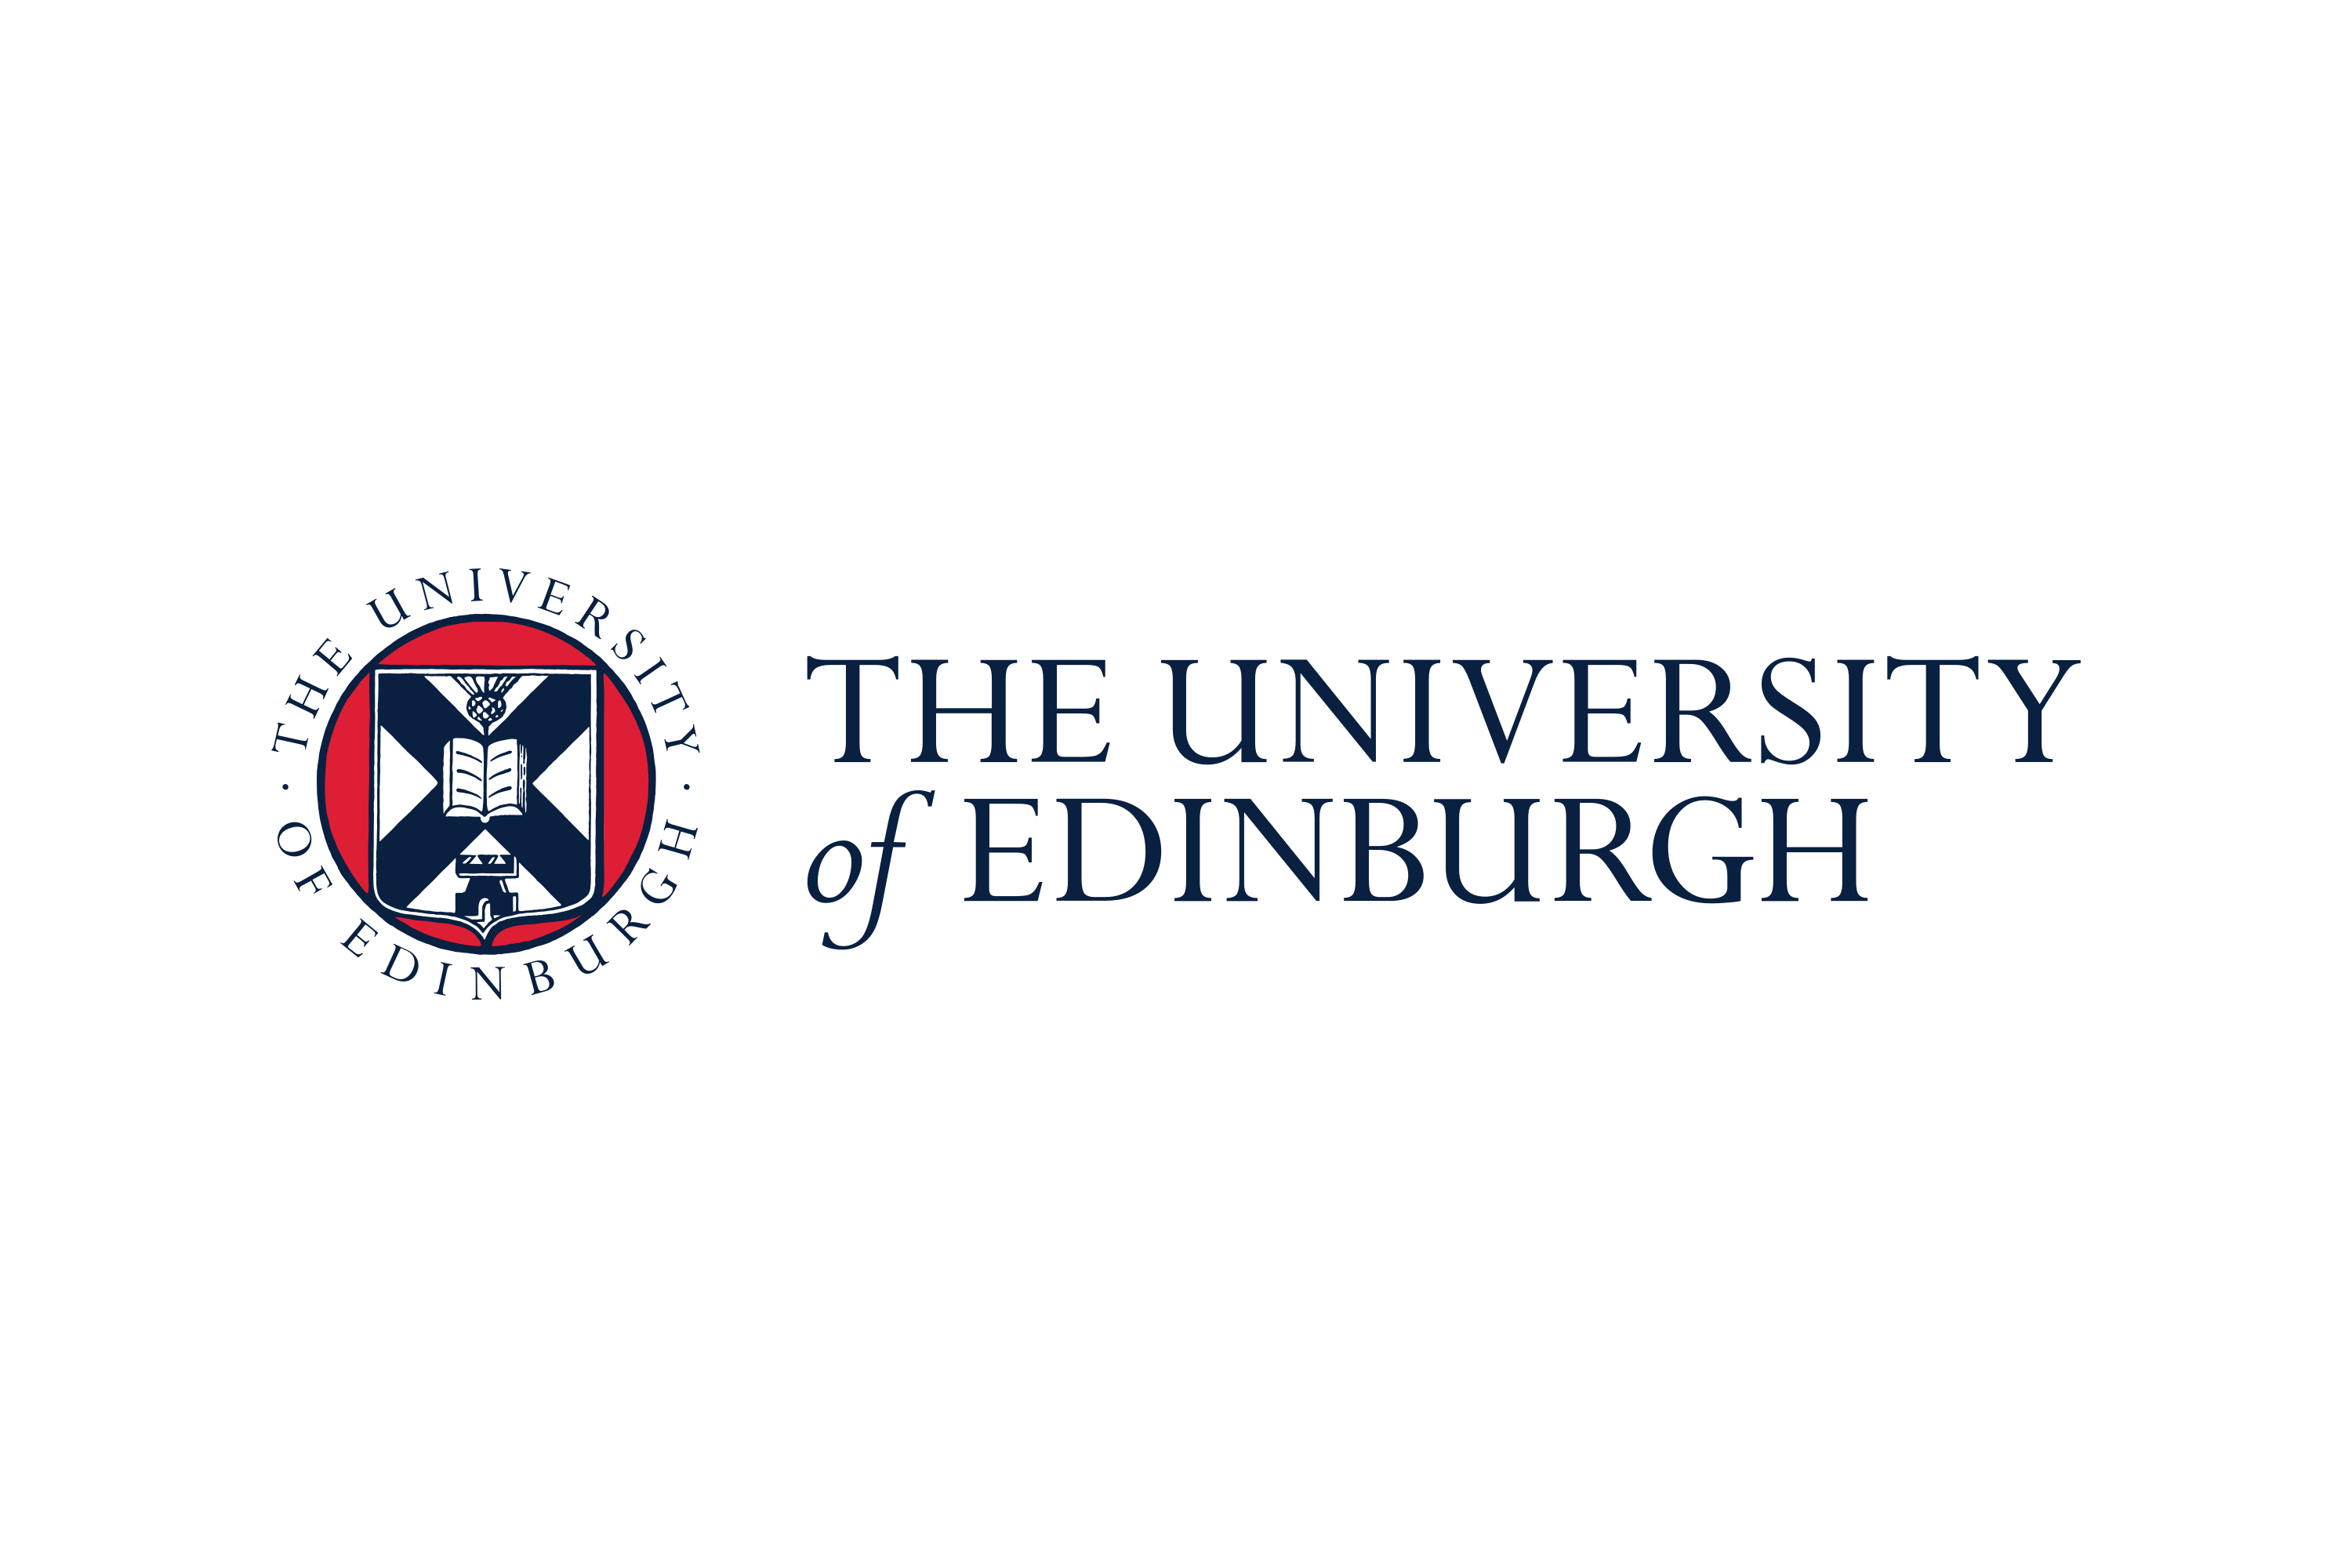 · THE UNIVERSITY ·
OF EDINBURGH
THE UNIVERSITY
of EDINBURGH